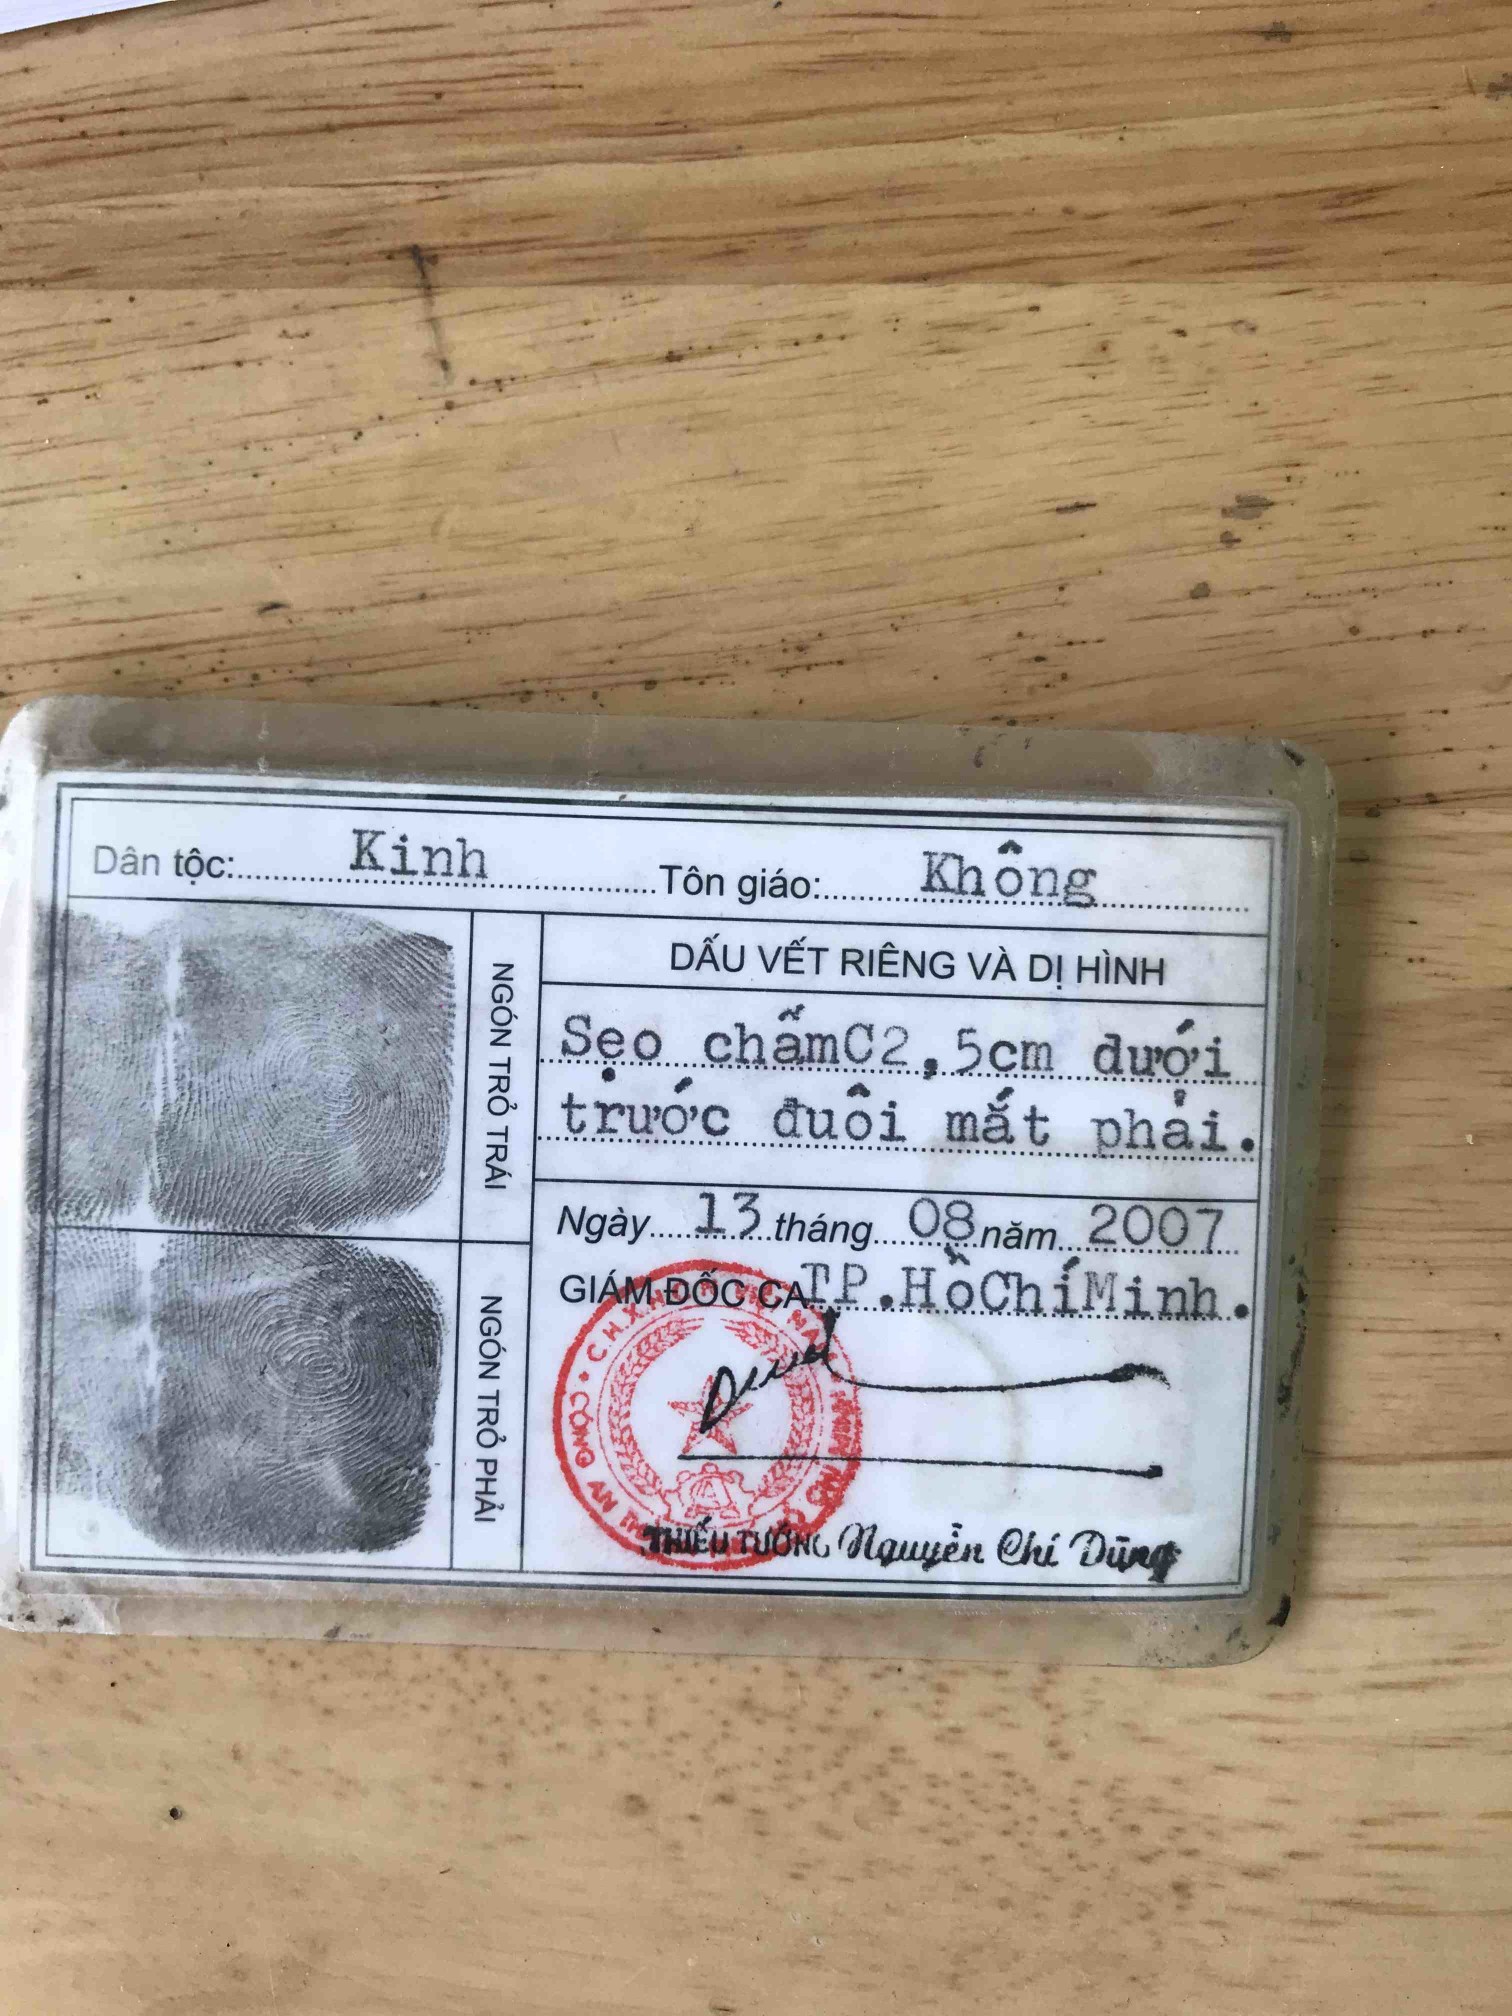 Dân tộc: Kinh Tôn giáo: Không
NGÓN TRỎ TRÁI
NGÓN TRỎ PHẢI
DẤU VẾT RIÊNG VÀ DỊ HÌNH
Sẹo chấmC2,5cm dưới
trước đuôi mắt phải.
Ngày 13 tháng 08 năm 2007
GIÁM ĐỐC CA TP.HồChíMinh.
C.H.X.H.C.N
CÔNG AN
THIẾU TƯỚNG Nguyễn Chí Dũng